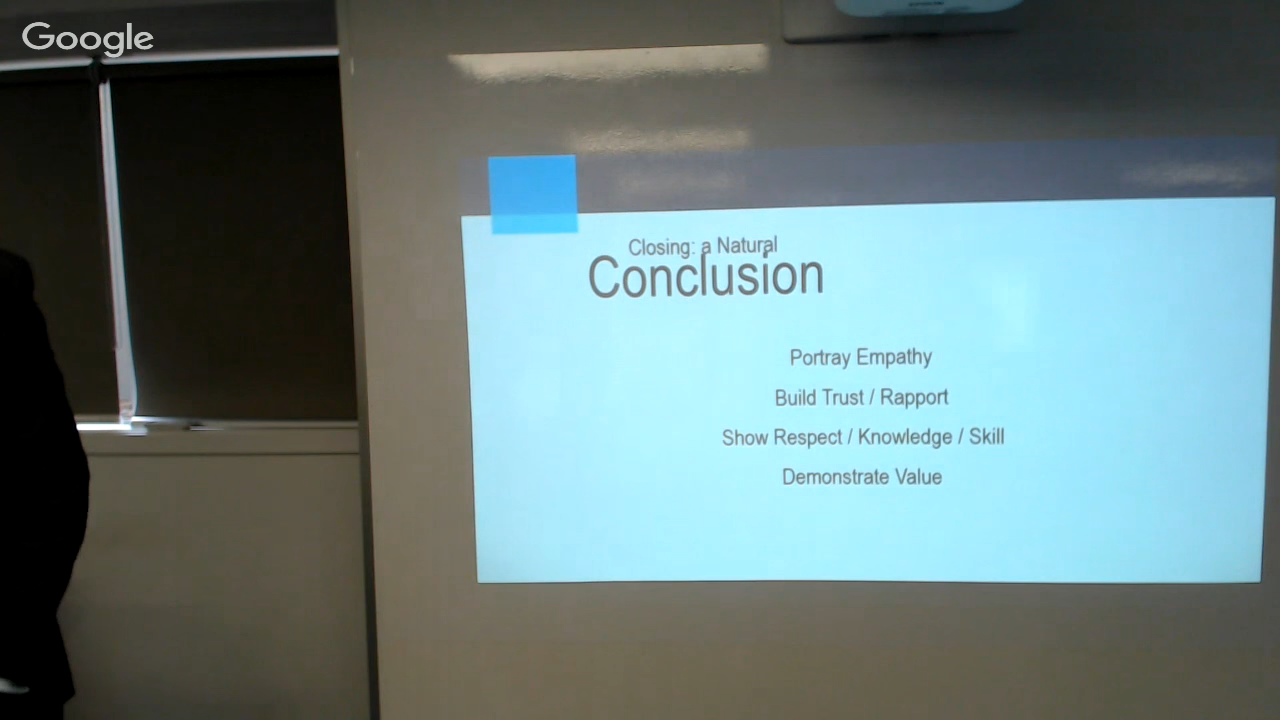 Google
Closing: a Natural
Conclusion
Portray Empathy
Build Trust / Rapport
Show Respect / Knowledge / Skill
Demonstrate Value